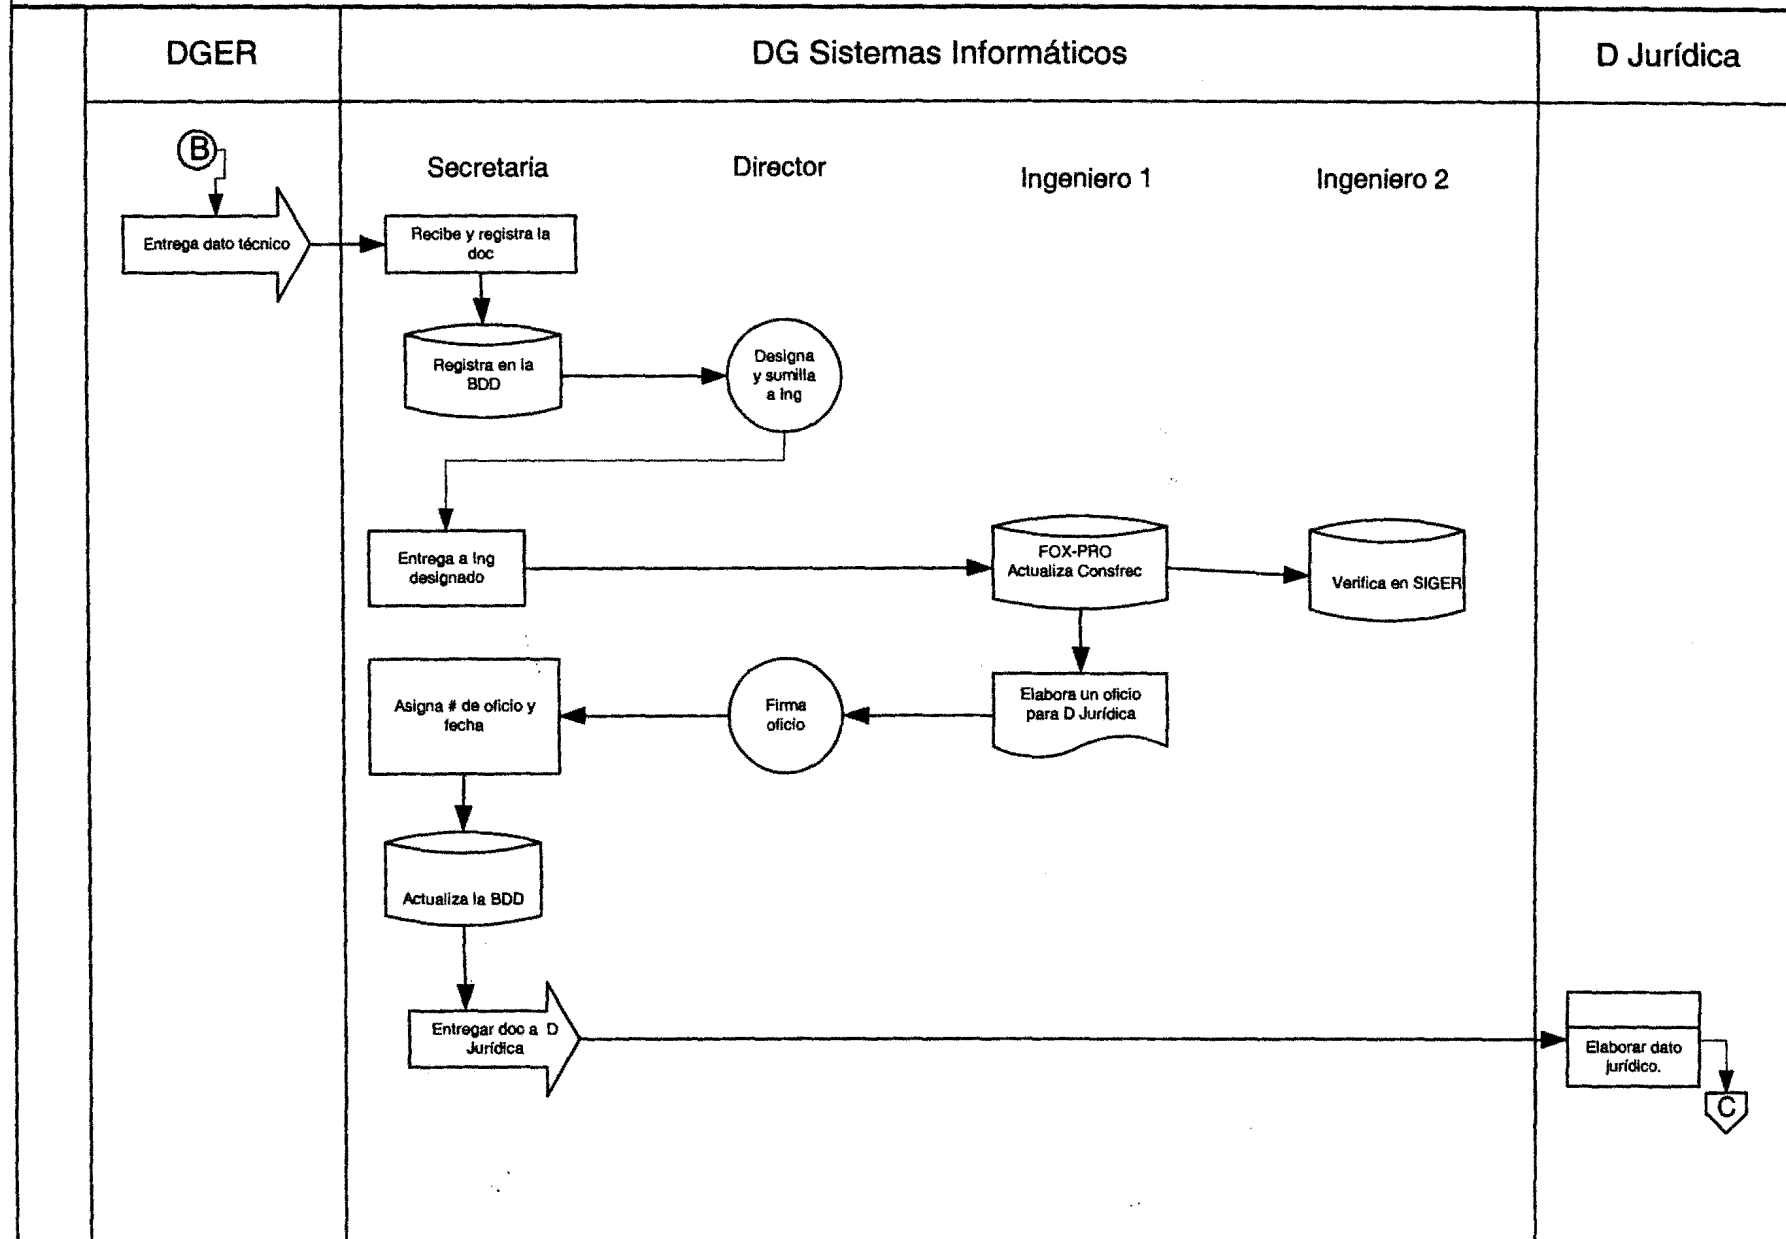 DGER
DG Sistemas Informáticos
D Jurídica
B
Secretaria
Director
Ingeniero 1
Ingeniero 2
Entrega dato técnico
Recibe y registra la
doc
Registra en la
BDD
Designa
y sumilla
a Ing
Entrega a Ing
designado
FOX-PRO
Actualiza Consfrec
Verifica en SIGER
Asigna # de oficio y
fecha
Firma
oficio
Elabora un oficio
para D Jurídica
Actualiza la BDD
Entregar doc a D
Jurídica
Elaborar dato
jurídico.
C